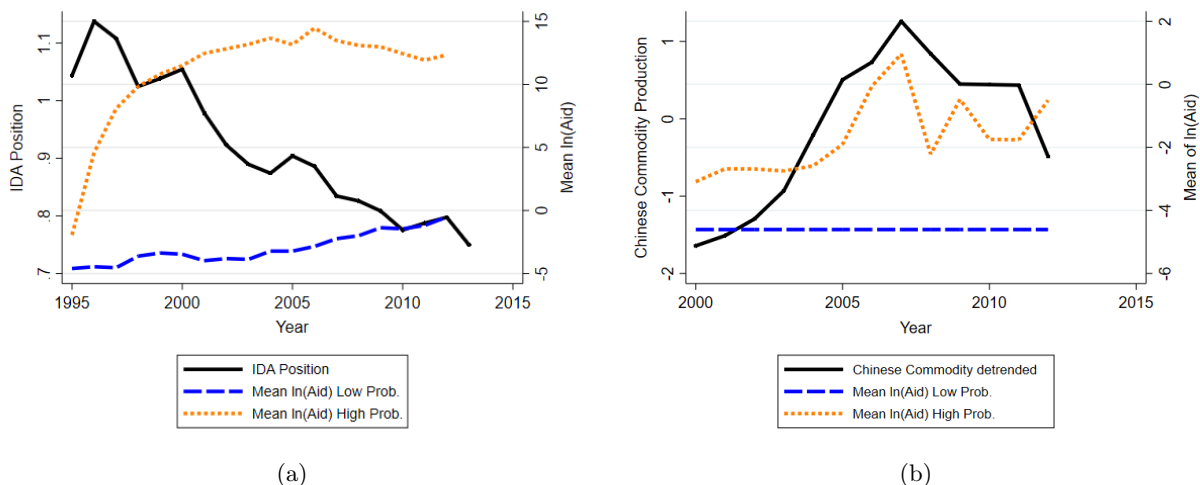 IDA Position
1.1
1
.9
.8
.7
15
10
5
0
-5
Mean ln(Aid)
1995
2000
2005
2010
2015
Year
IDA Position
Mean ln(Aid) Low Prob.
Mean ln(Aid) High Prob.
(a)
Chinese Commodity Production
1
0
-1
-2
2
0
-2
-4
-6
Mean of ln(Aid)
2000
2005
2010
2015
Year
Chinese Commodity detrended
Mean ln(Aid) Low Prob.
Mean ln(Aid) High Prob.
(b)